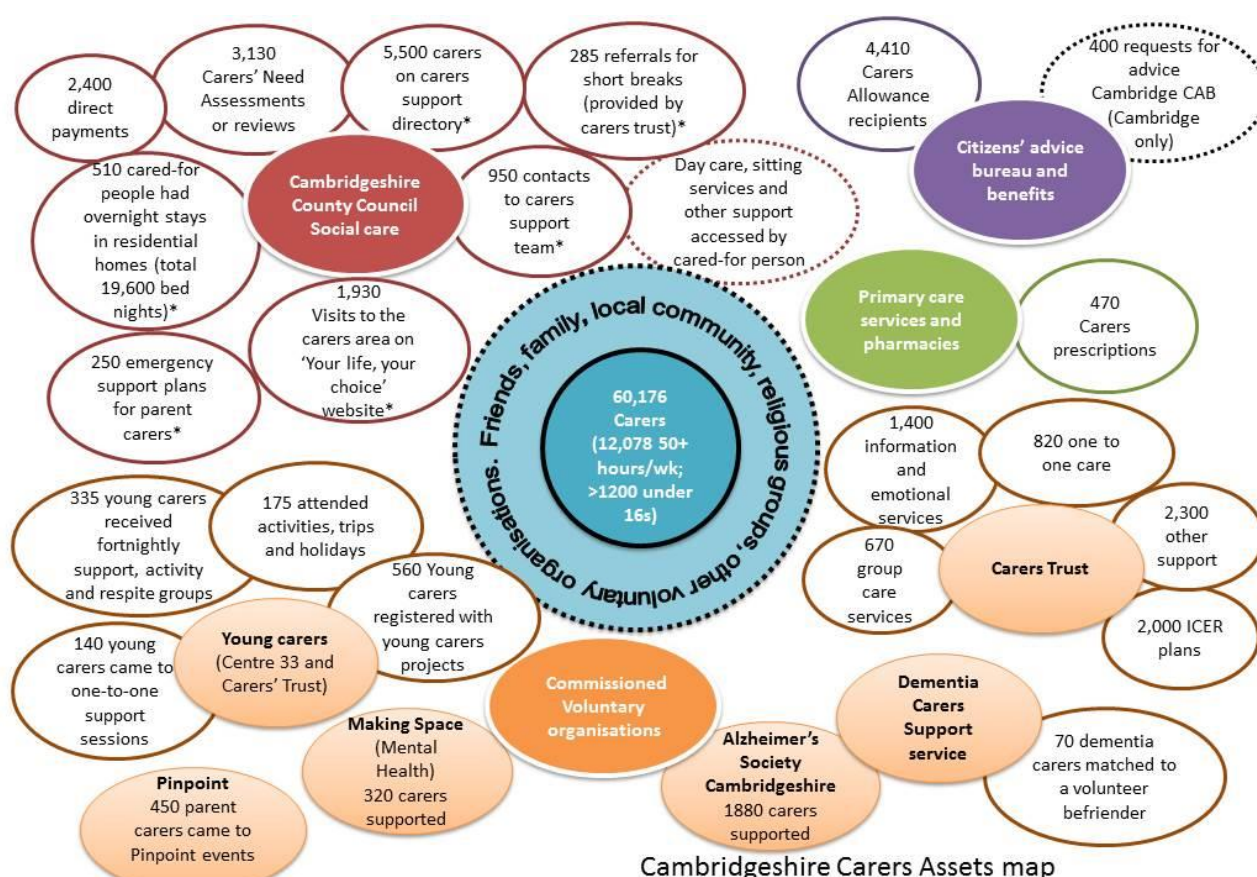 2,400
direct
payments
3,130
Carers' Need
Assessments
or reviews
5,500 carers
on carers
support
directory*
285 referrals for
short breaks
(provided by
carers trust)*
4,410
Carers
Allowance
recipients
400 requests for
advice
Cambridge CAB
(Cambridge
only)
Citizens' advice
bureau and
benefits
510 cared-for
people had
overnight stays
in residential
homes (total
19,600 bed
nights)*
Cambridgeshire
County Council
Social care
950 contacts
to carers
support
team*
Day care, sitting
services and
other support
accessed by
cared-for person
1,930
Visits to the
carers area on
'Your life, your
choice'
website*
250 emergency
support plans
for parent
carers*
Primary care
services and
pharmacies
470
Carers
prescriptions
Friends, family, local community, religious groups, other voluntary organisations.
60,176
Carers
(12,078 50+
hours/wk;
>1200 under
16s)
1,400
information
and
emotional
services
820 one to
one care
2,300
other
support
670
group
care
services
Carers Trust
2,000 ICER
plans
335 young carers
received
fortnightly
support, activity
and respite groups
175 attended
activities, trips
and holidays
560 Young
carers
registered with
young carers
projects
140 young
carers came to
one-to-one
support
sessions
Young carers
(Centre 33 and
Carers' Trust)
Commissioned
Voluntary
organisations
Making Space
(Mental
Health)
320 carers
supported
Pinpoint
450 parent
carers came to
Pinpoint events
Alzheimer's
Society
Cambridgeshire
1880 carers
supported
Dementia
Carers
Support
service
70 dementia
carers matched to
a volunteer
befriender
Cambridgeshire Carers Assets map